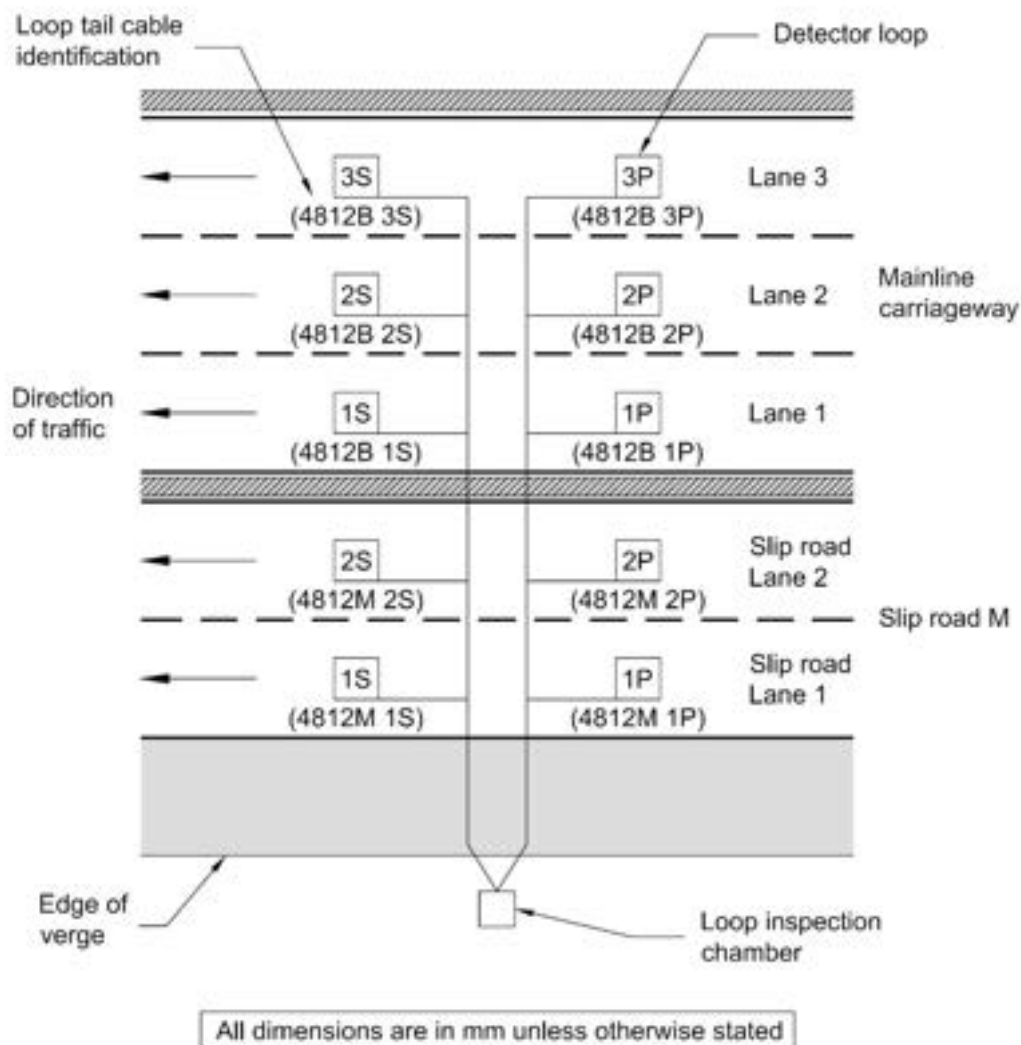 Loop tail cable
identification
Detector loop
3S
3P
Lane 3
(4812B 3S)
(4812B 3P)
2S
2P
Lane 2
Mainline
carriageway
(4812B 2S)
(4812B 2P)
Direction
of traffic
1S
1P
Lane 1
(4812B 1S)
(4812B 1P)
2S
2P
Slip road
Lane 2
(4812M 2S)
(4812M 2P)
Slip road M
1S
1P
Slip road
Lane 1
(4812M 1S)
(4812M 1P)
Edge of
verge
Loop inspection
chamber
All dimensions are in mm unless otherwise stated